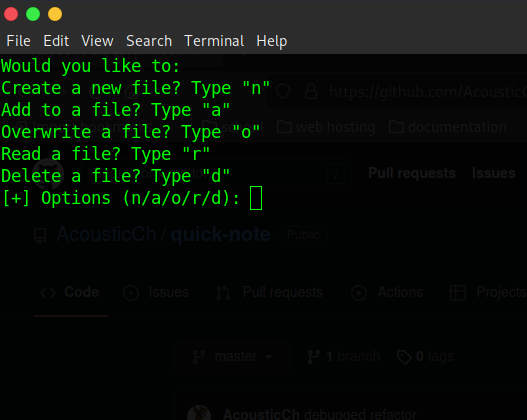 File Edit View Search Terminal Help
Would you like to:
Create a new file? Type "n"
Add to a file? Type "a"
Overwrite a file? Type "o"
Read a file? Type "r"
Delete a file? Type "d"
[+] Options (n/a/o/r/d):
https://github.com/AcousticC
web hosting documentation
/ Pull requests Issues
AcousticCh / quick-note Public
Code Issues Pull requests Actions Projects
master 1 branch 0 tags
AcousticCh debugged refactor